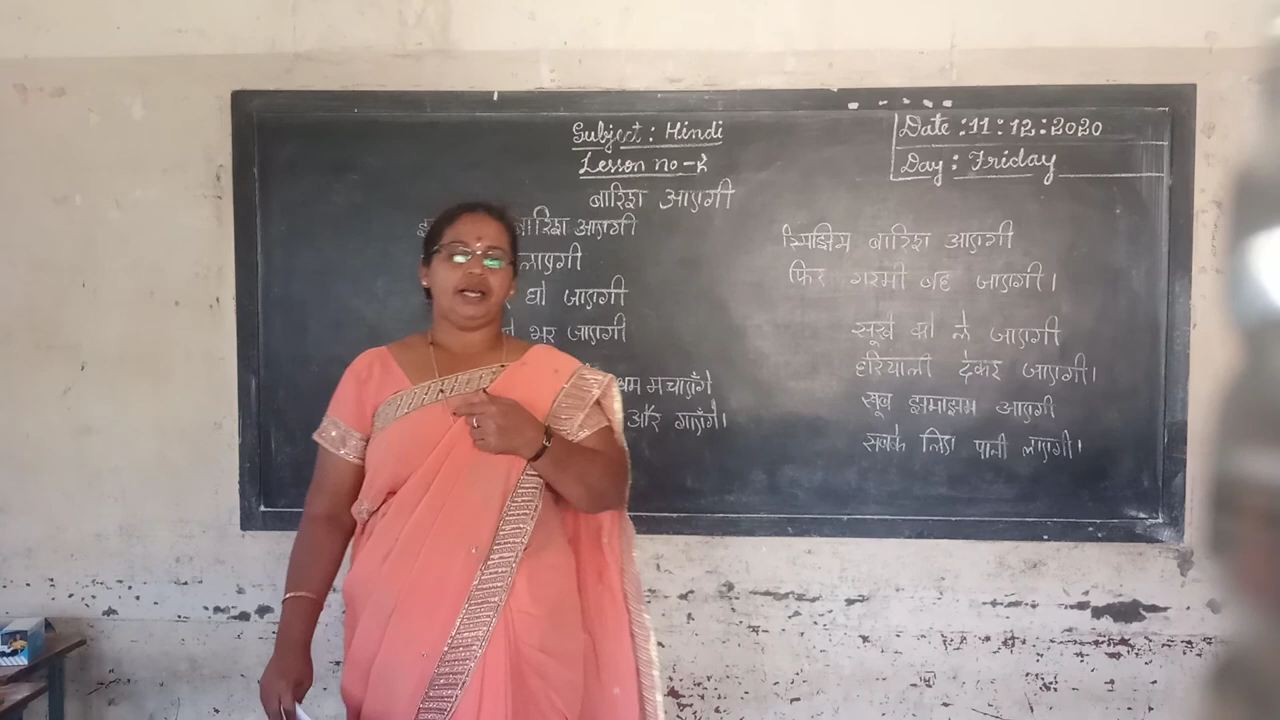 Subject : Hindi
Lesson no - 2
Date : 11 : 12 : 2020
Day : Friday
बारिश आएगी
बारिश आएगी
लाएगी
धो जाएगी
भर जाएगी
मचाएँगे
और गाएँगे।
रिमझिम बारिश आएगी
फिर गरमी बह जाएगी।
सूखे को ले जाएगी
हरियाली देकर जाएगी।
खूब झमाझम आएगी
सबके लिए पानी लाएगी।